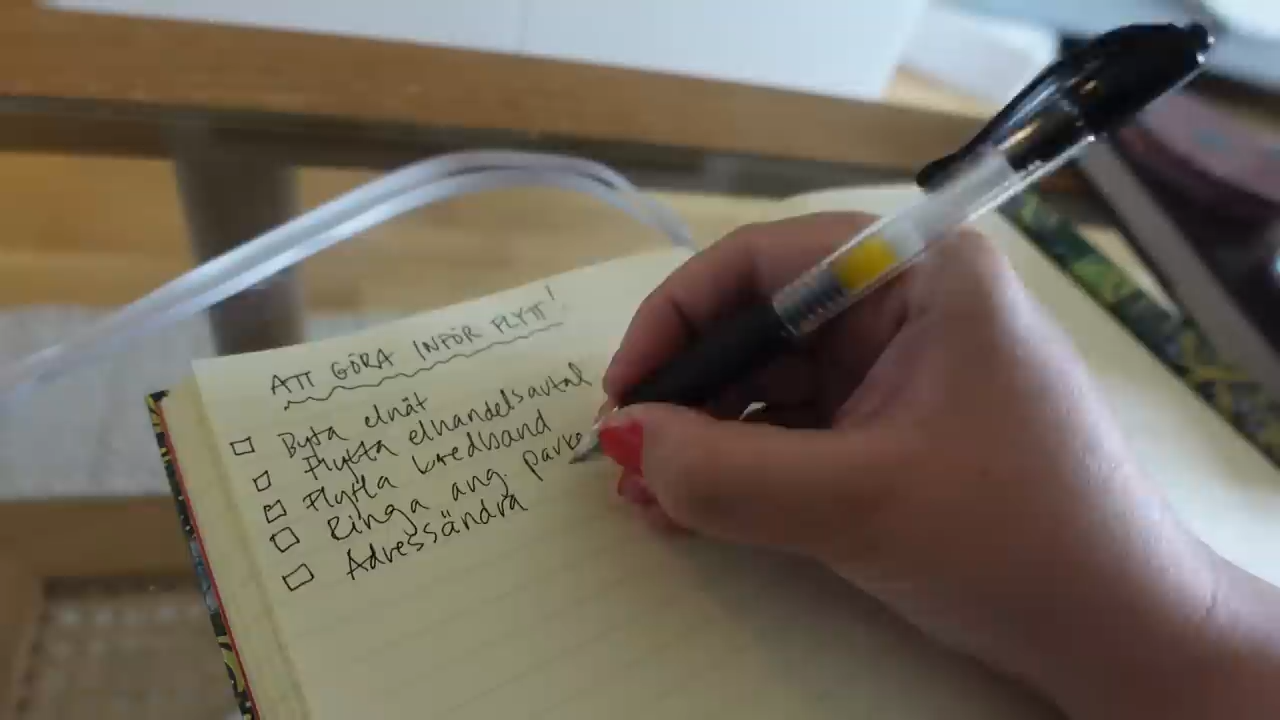 ATT GÖRA INFÖR FLYTT!
Byta elnät
Flytta elhandelsavtal
Flytta bredband
Ringa ang. parke
Adressändra